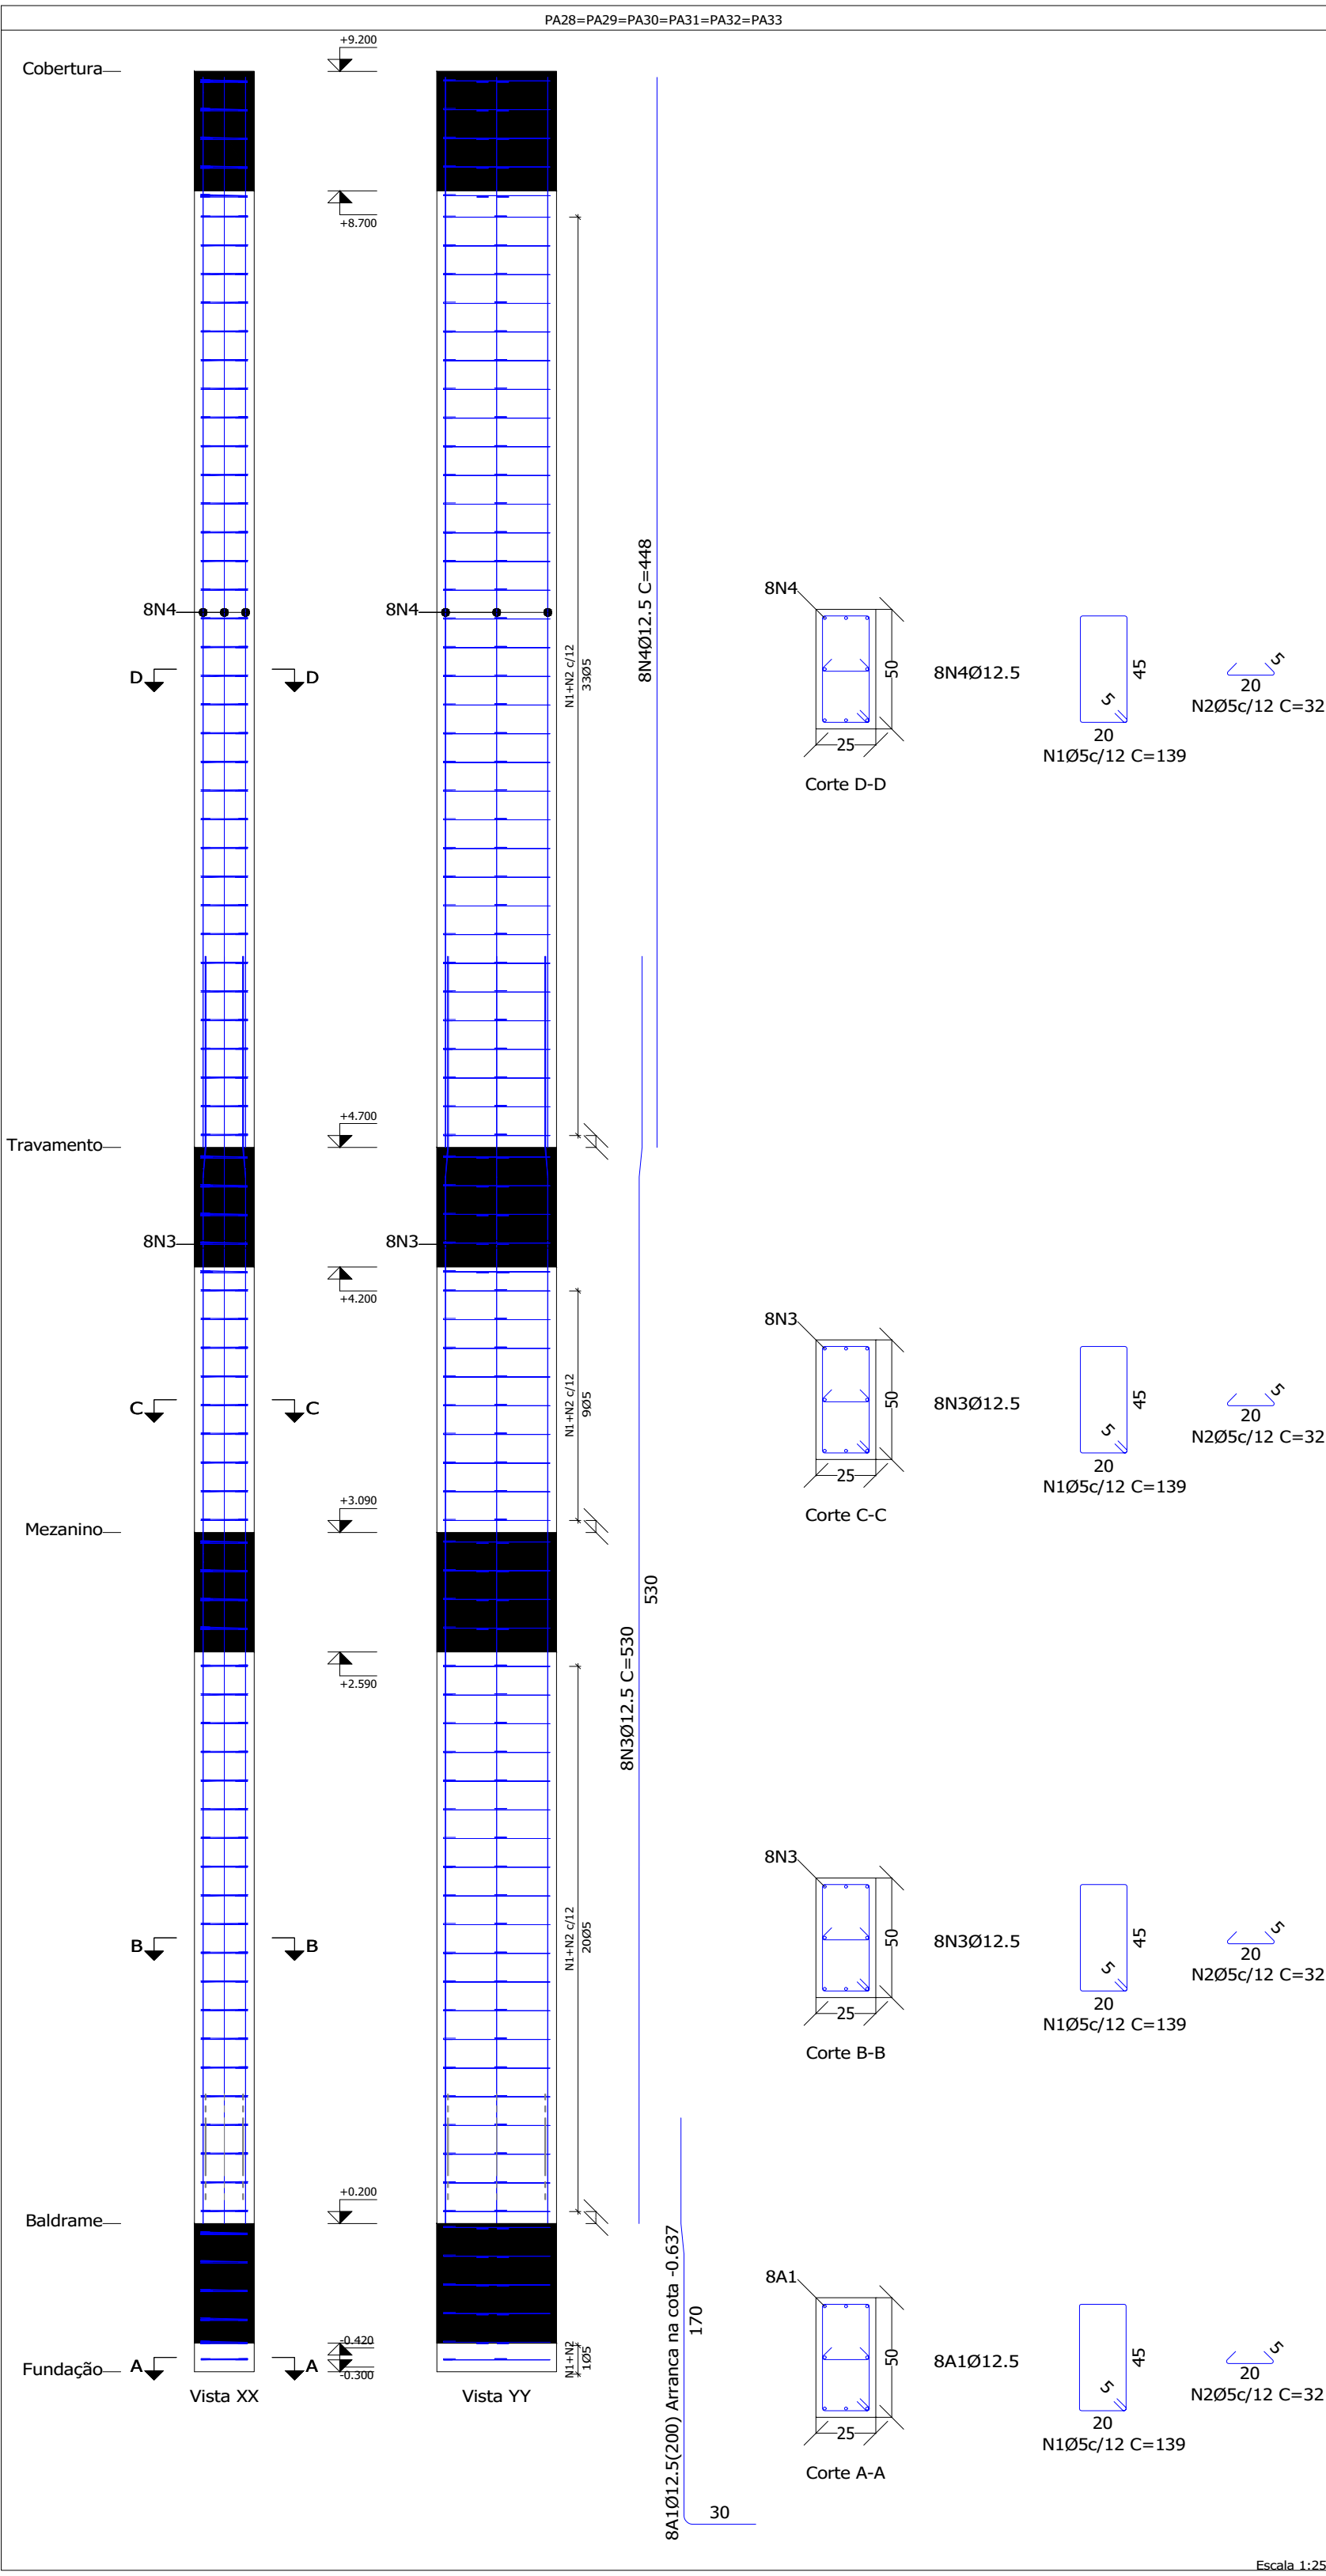 PA28=PA29=PA30=PA31=PA32=PA33
+9.200
Cobertura
+8.700
8N4
8N4
D
D
N1+N2 c/12
33Ø5
8N4Ø12.5 C=448
8N4
50
25
Corte D-D
8N4Ø12.5
45
5
20
N1Ø5c/12 C=139
5
20
N2Ø5c/12 C=32
+4.700
Travamento
8N3
8N3
+4.200
C
C
N1+N2 c/12
9Ø5
8N3
50
25
Corte C-C
8N3Ø12.5
45
5
20
N1Ø5c/12 C=139
5
20
N2Ø5c/12 C=32
+3.090
Mezanino
530
8N3Ø12.5 C=530
+2.590
B
B
N1+N2 c/12
20Ø5
8N3
50
25
Corte B-B
8N3Ø12.5
45
5
20
N1Ø5c/12 C=139
5
20
N2Ø5c/12 C=32
+0.200
Baldrame
8A1Ø12.5(200) Arranca na cota -0.637
170
30
-0.420
-0.300
Fundação
A
A
N1+N2
1Ø5
Vista XX
Vista YY
8A1
50
25
Corte A-A
8A1Ø12.5
45
5
20
N1Ø5c/12 C=139
5
20
N2Ø5c/12 C=32
Escala 1:25